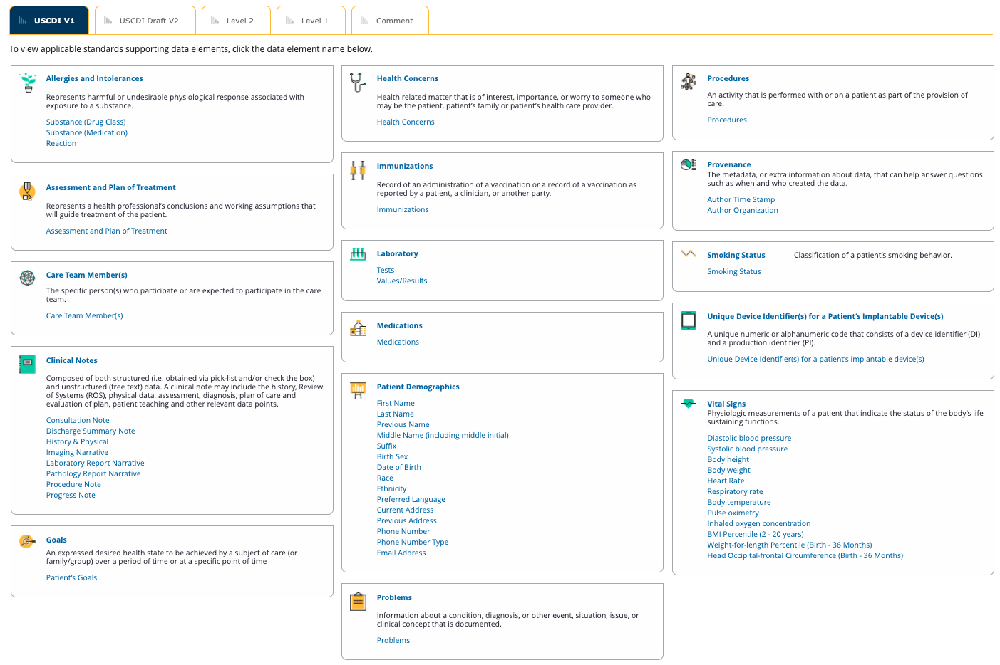 USCDI V1
USCDI Draft V2
Level 2
Level 1
Comment
To view applicable standards supporting data elements, click the data element name below.
Allergies and Intolerances
Represents harmful or undesirable physiological response associated with
exposure to a substance.
Substance (Drug Class)
Substance (Medication)
Reaction
Assessment and Plan of Treatment
Represents a health professional's conclusions and working assumptions that
will guide treatment of the patient.
Assessment and Plan of Treatment
Care Team Member(s)
The specific person(s) who participate or are expected to participate in the care
team.
Care Team Member(s)
Clinical Notes
Composed of both structured (i.e. obtained via pick-list and/or check the box)
and unstructured (free text) data. A clinical note may include the history, Review
of Systems (ROS), physical data, assessment, diagnosis, plan of care and
evaluation of plan, patient teaching and other relevant data points.
Consultation Note
Discharge Summary Note
History & Physical
Imaging Narrative
Laboratory Report Narrative
Pathology Report Narrative
Procedure Note
Progress Note
Goals
An expressed desired health state to be achieved by a subject of care (or
family/group) over a period of time or at a specific point of time
Patient's Goals
Health Concerns
Health related matter that is of interest, importance, or worry to someone who
may be the patient, patient's family or patient's health care provider.
Health Concerns
Immunizations
Record of an administration of a vaccination or a record of a vaccination as
reported by a patient, a clinician, or another party.
Immunizations
Laboratory
Tests
Values/Results
Medications
Medications
Patient Demographics
First Name
Last Name
Previous Name
Middle Name (including middle initial)
Suffix
Birth Sex
Date of Birth
Race
Ethnicity
Preferred Language
Current Address
Previous Address
Phone Number
Phone Number Type
Email Address
Problems
Information about a condition, diagnosis, or other event, situation, issue, or
clinical concept that is documented.
Problems
Procedures
An activity that is performed with or on a patient as part of the provision of
care.
Procedures
Provenance
The metadata, or extra information about data, that can help answer questions
such as when and who created the data.
Author Time Stamp
Author Organization
Smoking Status Classification of a patient's smoking behavior.
Smoking Status
Unique Device Identifier(s) for a Patient's Implantable Device(s)
A unique numeric or alphanumeric code that consists of a device identifier (DI)
and a production identifier (PI).
Unique Device Identifier(s) for a patient's implantable device(s)
Vital Signs
Physiologic measurements of a patient that indicate the status of the body's life
sustaining functions.
Diastolic blood pressure
Systolic blood pressure
Body height
Body weight
Heart Rate
Respiratory rate
Body temperature
Pulse oximetry
Inhaled oxygen concentration
BMI Percentile (2 - 20 years)
Weight-for-length Percentile (Birth - 36 Months)
Head Occipital-frontal Circumference (Birth - 36 Months)